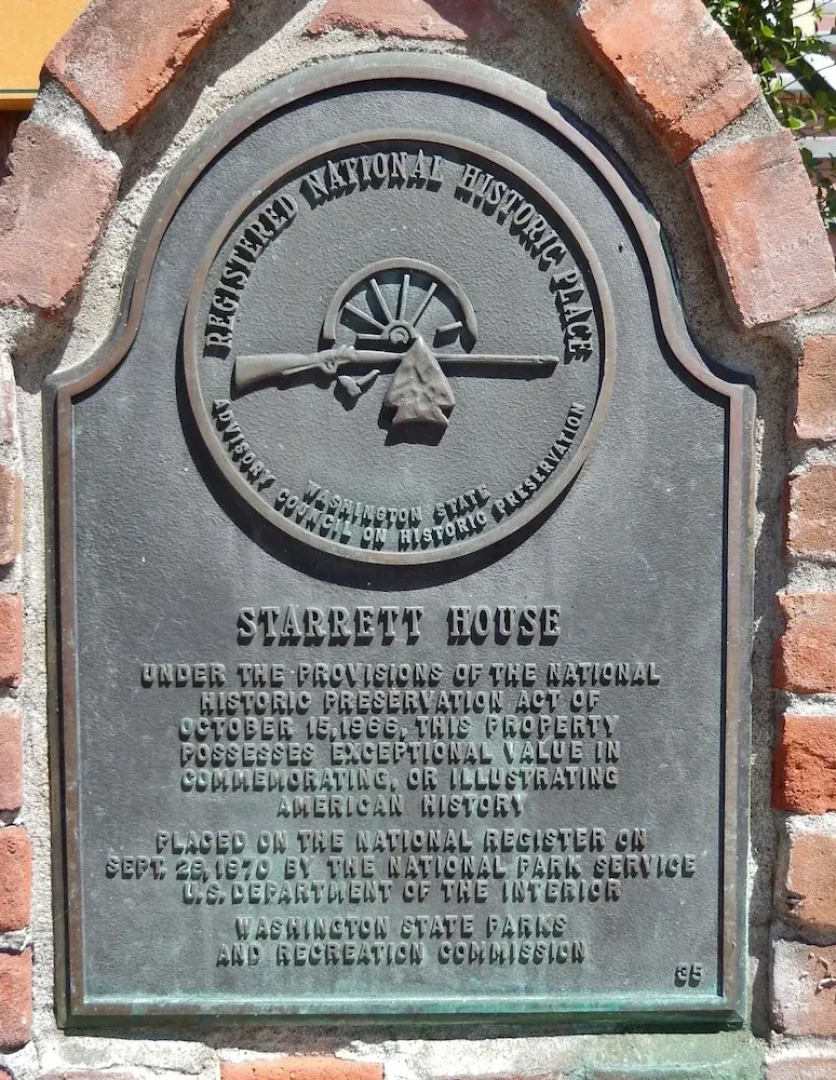 REGISTERED NATIONAL HISTORIC PLACE
WASHINGTON STATE
ADVISORY COUNCIL ON HISTORIC PRESERVATION
STARRETT HOUSE
UNDER THE PROVISIONS OF THE NATIONAL
HISTORIC PRESERVATION ACT OF
OCTOBER 15,1966, THIS PROPERTY
POSSESSES EXCEPTIONAL VALUE IN
COMMEMORATING, OR ILLUSTRATING
AMERICAN HISTORY
PLACED ON THE NATIONAL REGISTER ON
SEPT. 29,1970 BY THE NATIONAL PARK SERVICE
U.S. DEPARTMENT OF THE INTERIOR
WASHINGTON STATE PARKS
AND RECREATION COMMISSION
35